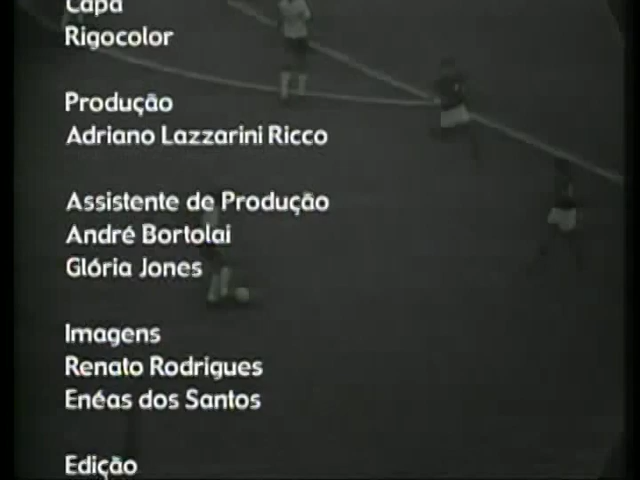 Capa
Rigocolor
Produção
Adriano Lazzarini Ricco
Assistente de Produção
André Bortolai
Glória Jones
Imagens
Renato Rodrigues
Enéas dos Santos
Edição